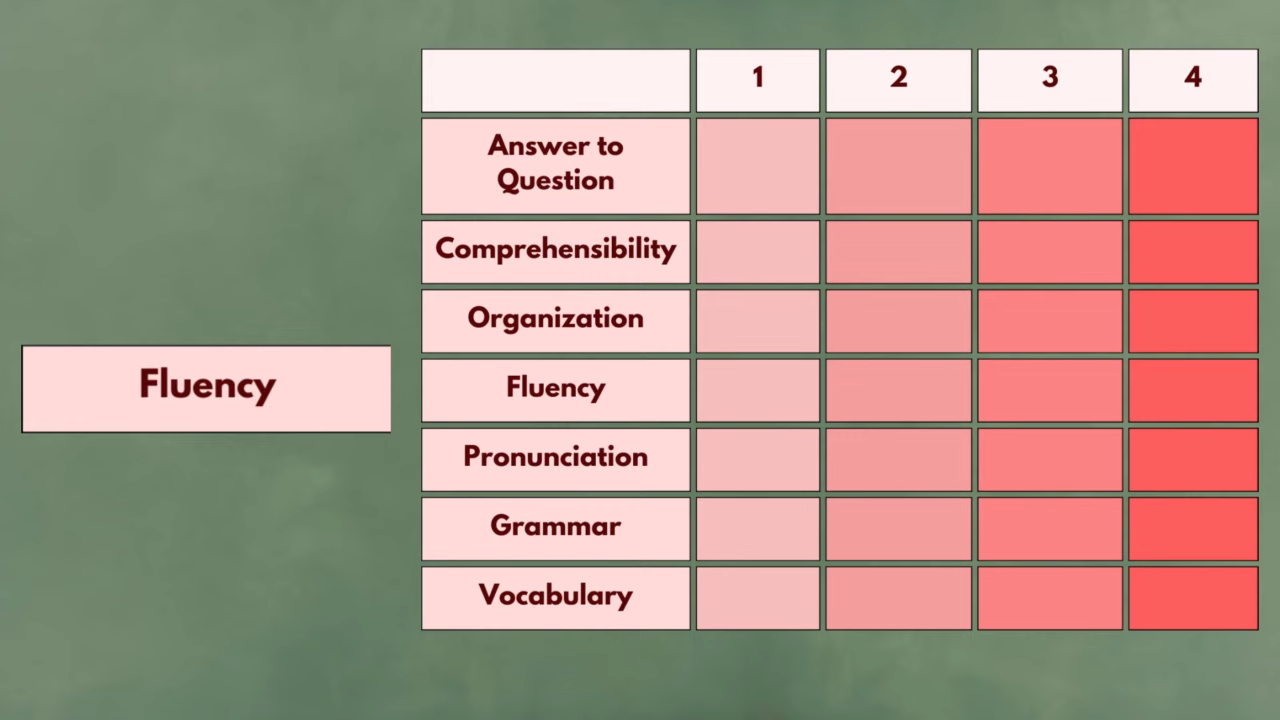 1 2 3 4
Answer to
Question
Comprehensibility
Organization
Fluency
Fluency
Pronunciation
Grammar
Vocabulary